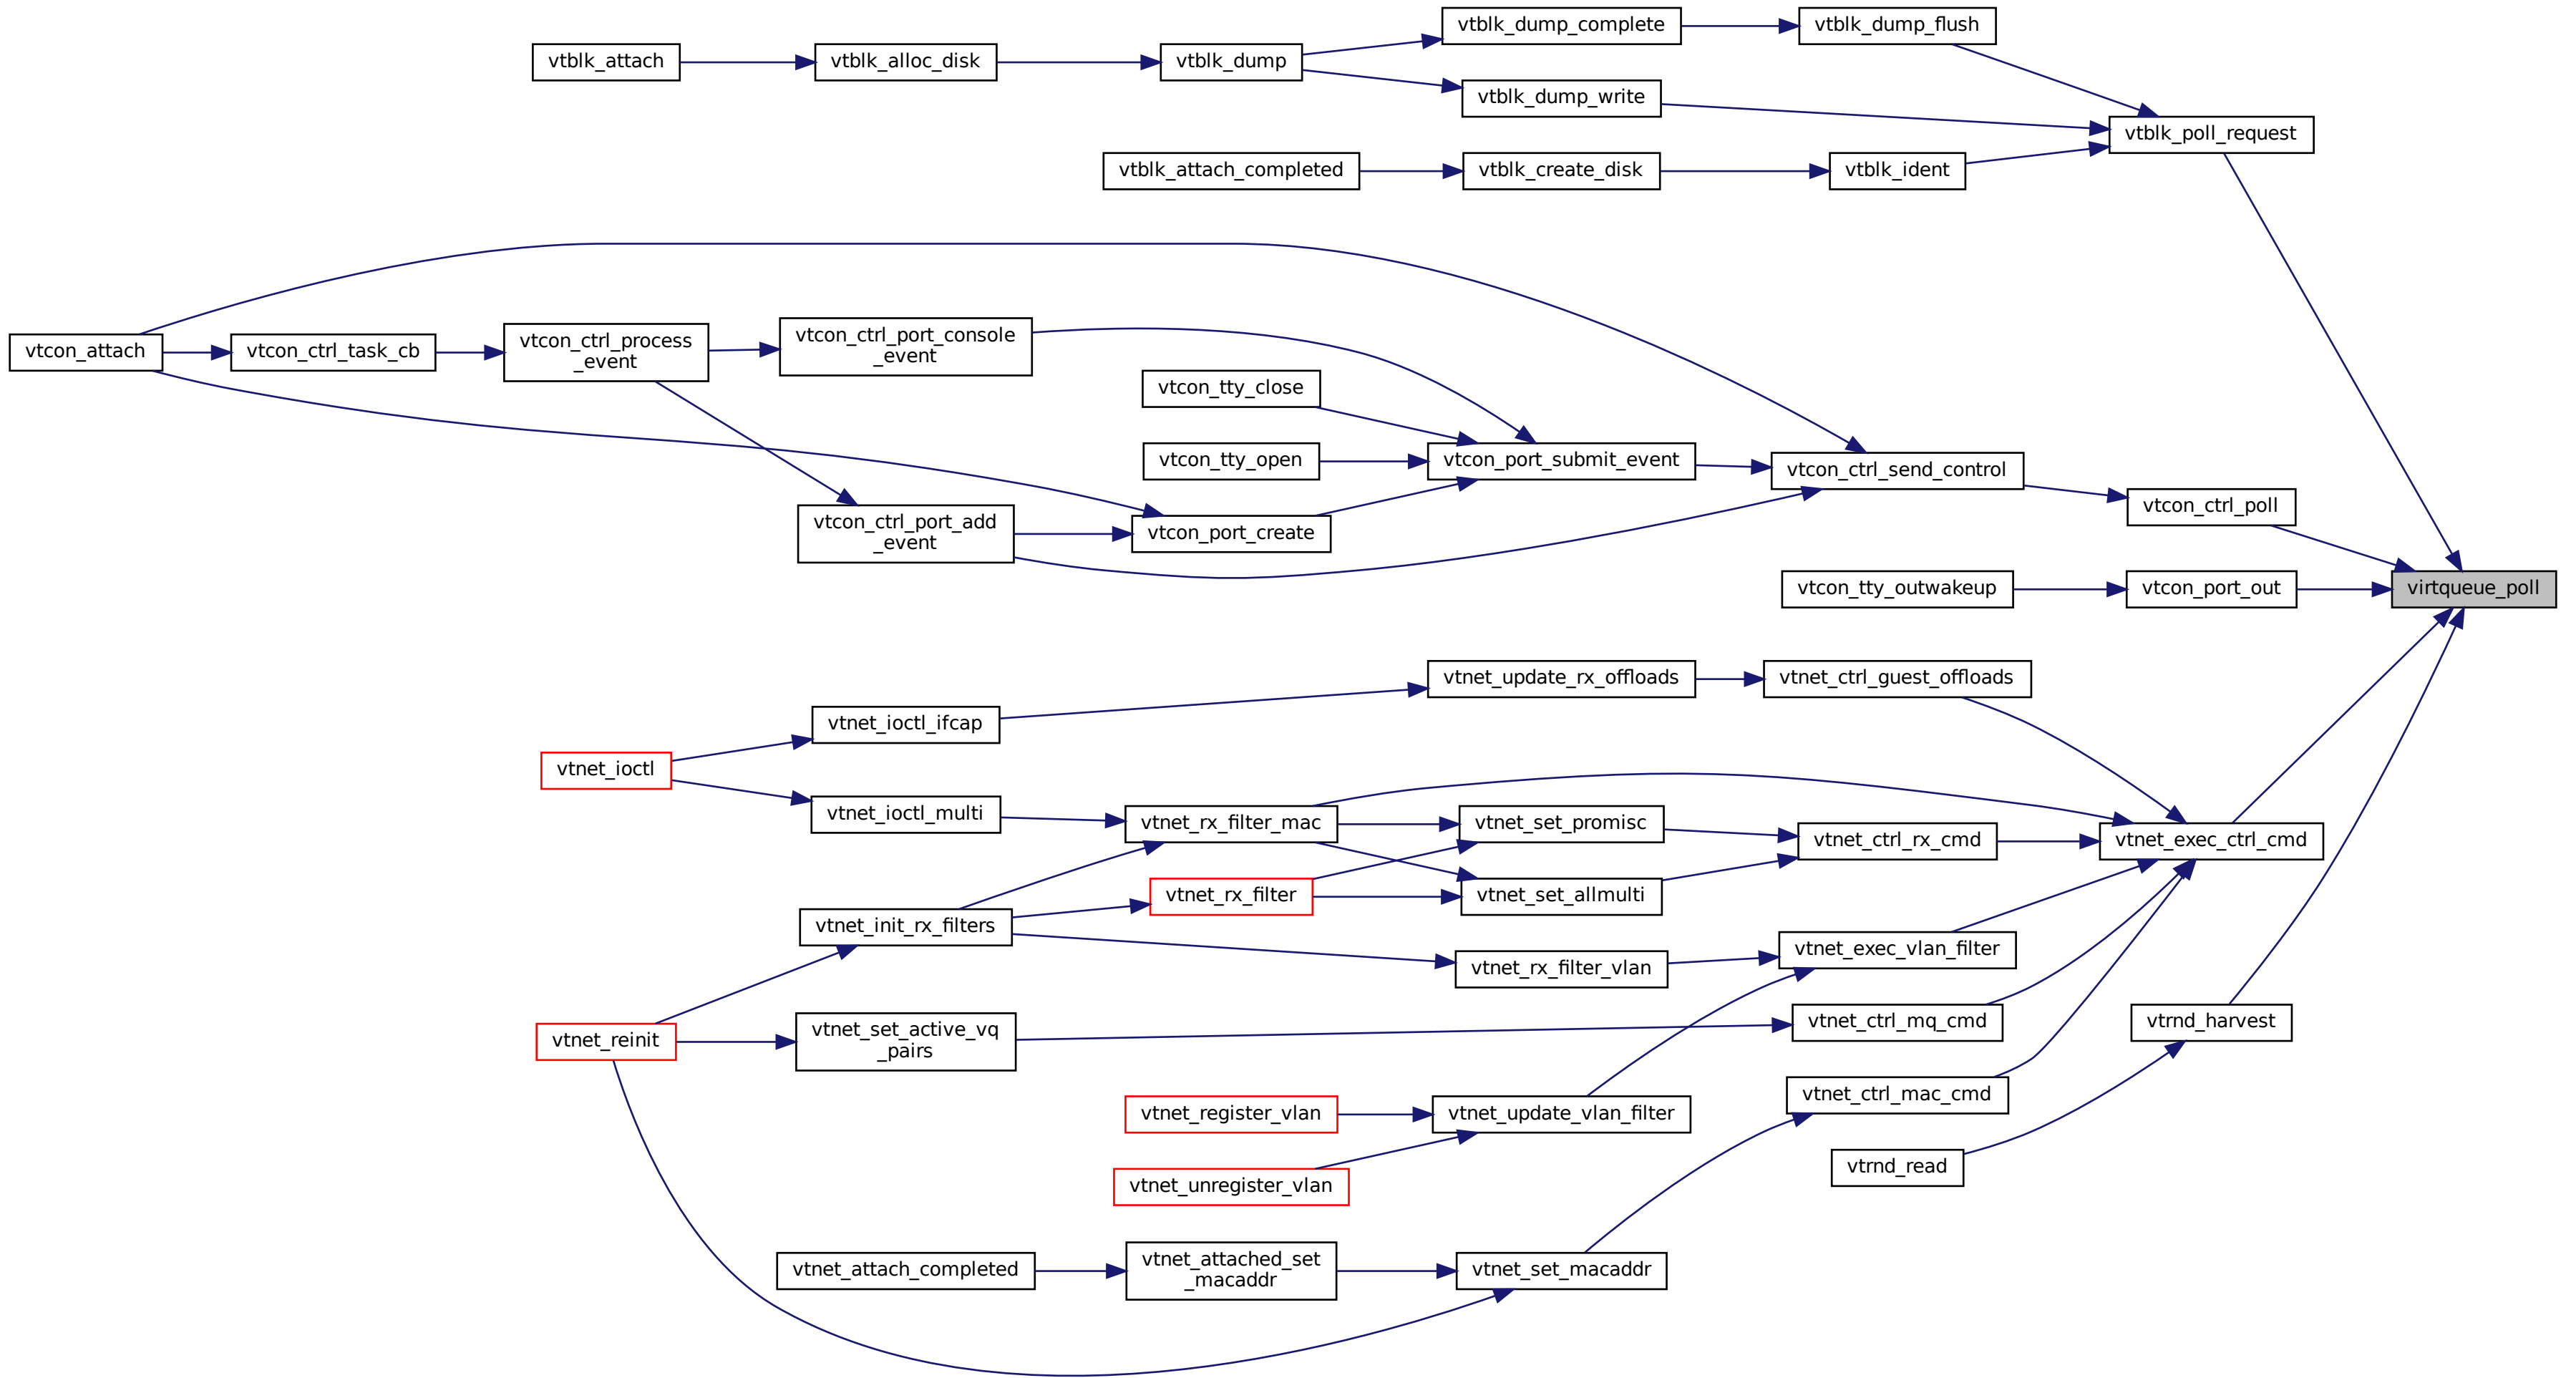 vtblk_dump_complete
vtblk_dump_flush
vtblk_attach
vtblk_alloc_disk
vtblk_dump
vtblk_dump_write
vtblk_poll_request
vtblk_attach_completed
vtblk_create_disk
vtblk_ident
vtcon_attach
vtcon_ctrl_task_cb
vtcon_ctrl_process
_event
vtcon_ctrl_port_console
_event
vtcon_tty_close
vtcon_tty_open
vtcon_port_submit_event
vtcon_ctrl_send_control
vtcon_ctrl_poll
vtcon_ctrl_port_add
_event
vtcon_port_create
vtcon_tty_outwakeup
vtcon_port_out
virtqueue_poll
vtnet_update_rx_offloads
vtnet_ctrl_guest_offloads
vtnet_ioctl_ifcap
vtnet_ioctl
vtnet_ioctl_multi
vtnet_rx_filter_mac
vtnet_set_promisc
vtnet_ctrl_rx_cmd
vtnet_exec_ctrl_cmd
vtnet_rx_filter
vtnet_set_allmulti
vtnet_init_rx_filters
vtnet_rx_filter_vlan
vtnet_exec_vlan_filter
vtnet_reinit
vtnet_set_active_vq
_pairs
vtnet_ctrl_mq_cmd
vtrnd_harvest
vtnet_register_vlan
vtnet_update_vlan_filter
vtnet_ctrl_mac_cmd
vtnet_unregister_vlan
vtrnd_read
vtnet_attach_completed
vtnet_attached_set
_macaddr
vtnet_set_macaddr